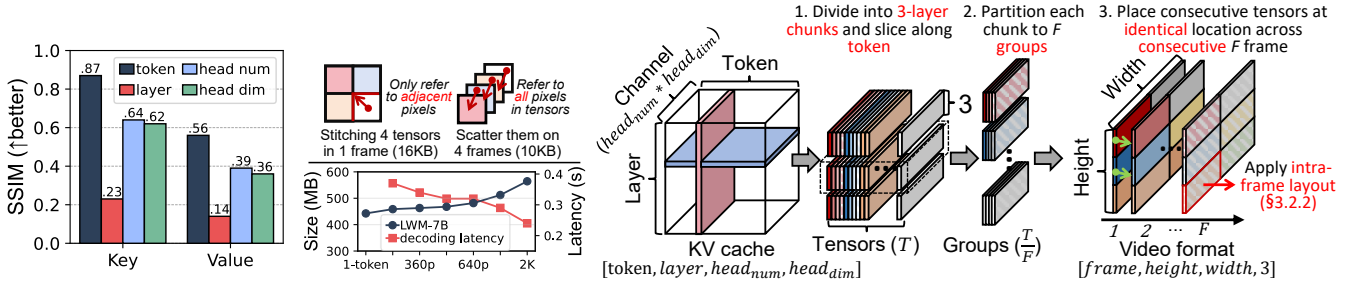 SSIM (↑better)
1.0
0.8
0.6
0.4
0.2
0.0
token
layer
head num
head dim
.87
.23
.64
.62
.56
.14
.39
.36
Key
Value
Only refer
to adjacent
pixels
Refer to
all pixels
in tensors
Stitching 4 tensors
in 1 frame (16KB)
Scatter them on
4 frames (10KB)
Size (MB)
600
500
400
300
LWM-7B
decoding latency
0.4
0.3
0.2
Latency (s)
1-token
360p
640p
2K
1. Divide into 3-layer
chunks and slice along
token
2. Partition each
chunk to F
groups
3. Place consecutive tensors at
identical location across
consecutive F frame
Channel
(head_num * head_dim)
Token
Layer
KV cache
[token, layer, head_num, head_dim]
3
...
Tensors (T)
Groups (T/F)
Width
Height
...
Apply intra-
frame layout
(§3.2.2)
1 2 ... F
Video format
[frame, height, width, 3]